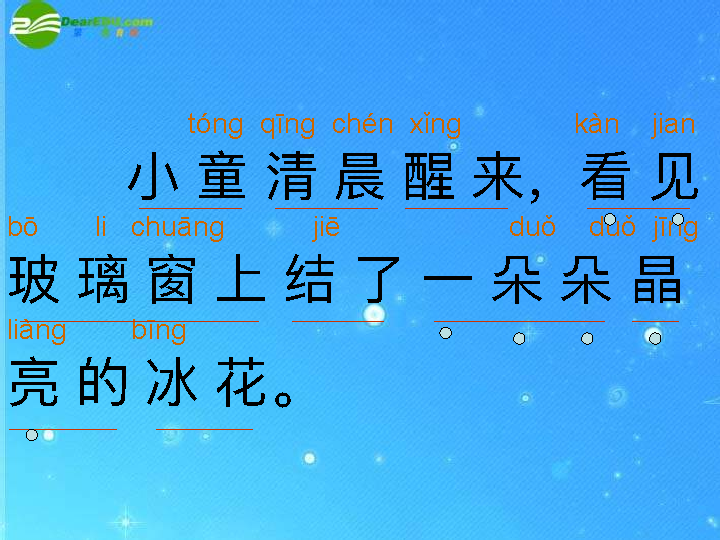 DearEDU.com
tóng qīng chén xǐng kàn jian
小童清晨醒来，看见
bō li chuāng jiē duǒ duǒ jīng
玻璃窗上结了一朵朵晶
liàng bīng
亮的冰花。